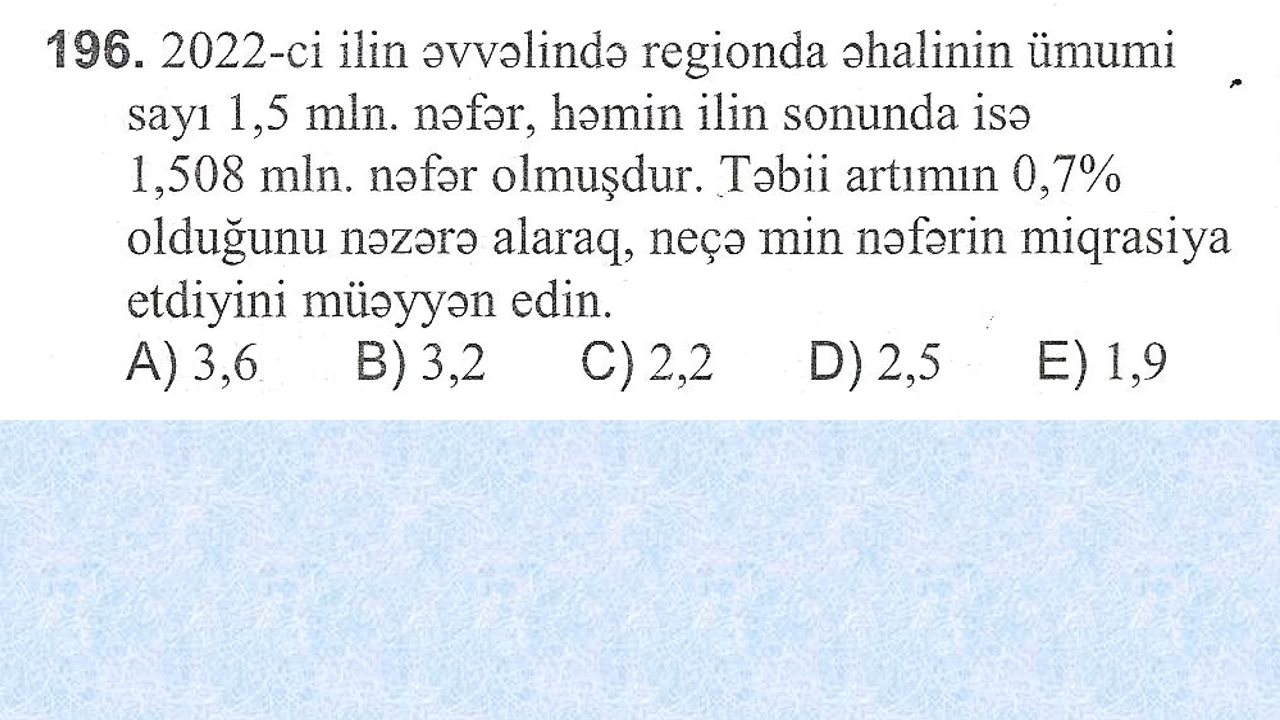 196. 2022-ci ilin əvvəlində regionda əhalinin ümumi
sayı 1,5 mln. nəfər, həmin ilin sonunda isə
1,508 mln. nəfər olmuşdur. Təbii artımın 0,7%
olduğunu nəzərə alaraq, neçə min nəfərin miqrasiya
etdiyini müəyyən edin.
A) 3,6 B) 3,2 C) 2,2 D) 2,5 E) 1,9